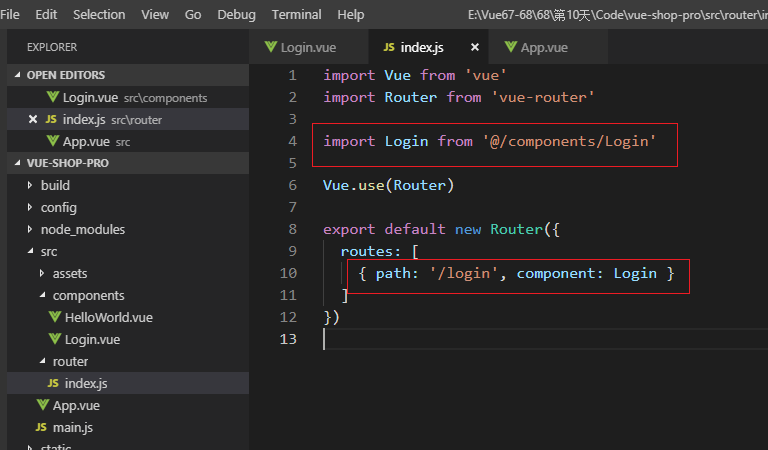 File Edit Selection View Go Debug Terminal Help E:\Vue67-68\68\第10天\Code\vue-shop-pro\src\router\in
EXPLORER
OPEN EDITORS
Login.vue src\components
JS index.js src\router
App.vue src
VUE-SHOP-PRO
build
config
node_modules
src
assets
components
HelloWorld.vue
Login.vue
router
JS index.js
App.vue
JS main.js
static
Login.vue JS index.js App.vue
1 import Vue from 'vue'
2 import Router from 'vue-router'
3
4 import Login from '@/components/Login'
5
6 Vue.use(Router)
7
8 export default new Router({
9 routes: [
10 { path: '/login', component: Login }
11 ]
12 })
13